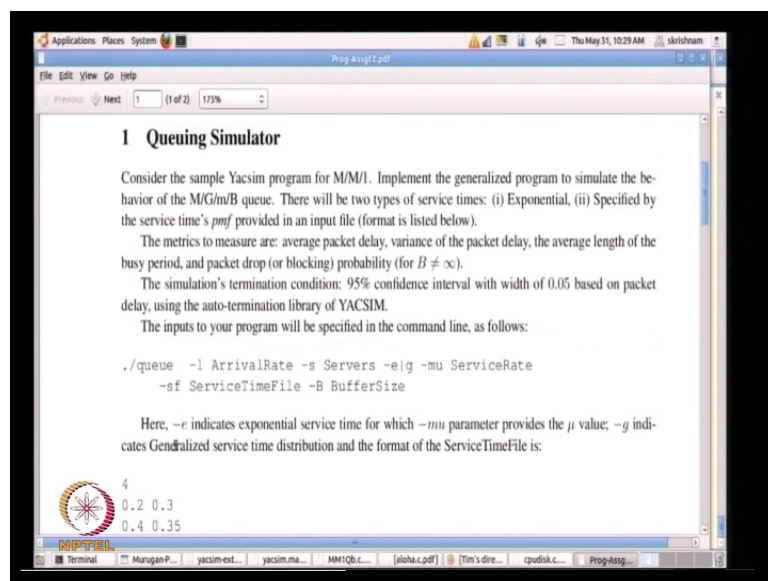 Applications Places System Thu May 31, 10:29 AM skrishnam
Prog-Assgt2.pdf
File Edit View Go Help
Previous Next 1 (1 of 2) 175%
1 Queuing Simulator
Consider the sample Yacsim program for M/M/1. Implement the generalized program to simulate the be-
havior of the M/G/m/B queue. There will be two types of service times: (i) Exponential, (ii) Specified by
the service time's pmf provided in an input file (format is listed below).
The metrics to measure are: average packet delay, variance of the packet delay, the average length of the
busy period, and packet drop (or blocking) probability (for B ≠ ∞).
The simulation's termination condition: 95% confidence interval with width of 0.05 based on packet
delay, using the auto-termination library of YACSIM.
The inputs to your program will be specified in the command line, as follows:
./queue -l ArrivalRate -s Servers -e|g -mu ServiceRate
-sf ServiceTimeFile -B BufferSize
Here, −e indicates exponential service time for which −mu parameter provides the μ value; −g indi-
cates Generalized service time distribution and the format of the ServiceTimeFile is:
4
0.2 0.3
0.4 0.35
NPTEL
Terminal Murugan-P... yacsim-ext... yacsim.ma... MM1Qb.c... [aloha.c.pdf] [Tim's dire... cpudisk.c... Prog-Assg...